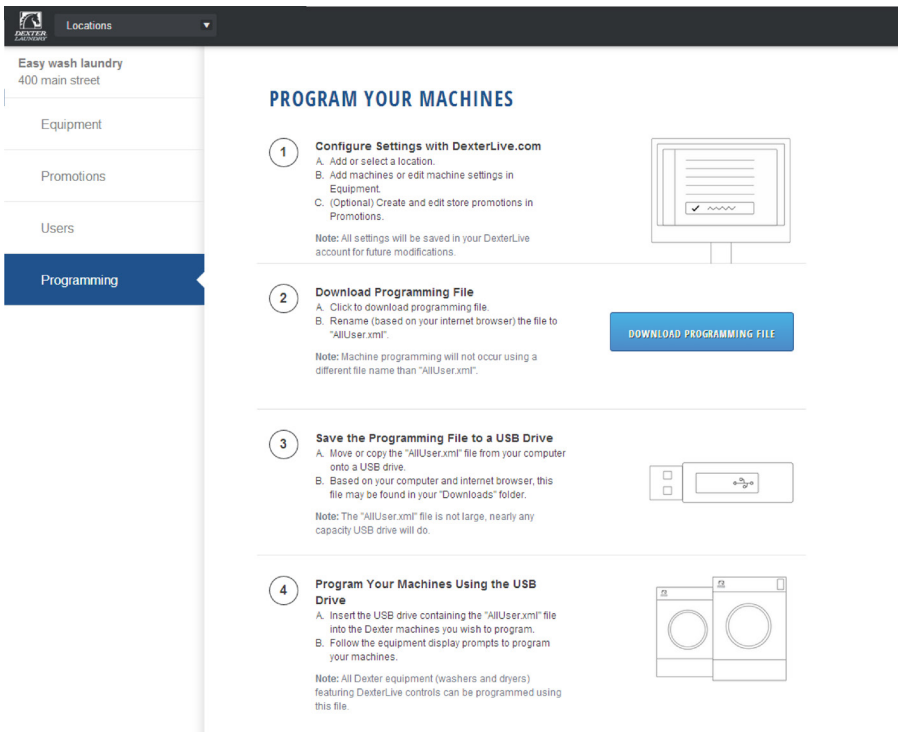 DEXTER
LAUNDRY
Locations
Easy wash laundry
400 main street
Equipment
Promotions
Users
Programming
PROGRAM YOUR MACHINES
1
Configure Settings with DexterLive.com
A. Add or select a location.
B. Add machines or edit machine settings in
Equipment.
C. (Optional) Create and edit store promotions in
Promotions.
Note: All settings will be saved in your DexterLive
account for future modifications.
2
Download Programming File
A. Click to download programming file.
B. Rename (based on your internet browser) the file to
"AllUser.xml".
Note: Machine programming will not occur using a
different file name than "AllUser.xml".
DOWNLOAD PROGRAMMING FILE
3
Save the Programming File to a USB Drive
A. Move or copy the "AllUser.xml" file from your computer
onto a USB drive.
B. Based on your computer and internet browser, this
file may be found in your "Downloads" folder.
Note: The "AllUser.xml" file is not large, nearly any
capacity USB drive will do.
4
Program Your Machines Using the USB
Drive
A. Insert the USB drive containing the "AllUser.xml" file
into the Dexter machines you wish to program.
B. Follow the equipment display prompts to program
your machines.
Note: All Dexter equipment (washers and dryers)
featuring DexterLive controls can be programmed using
this file.